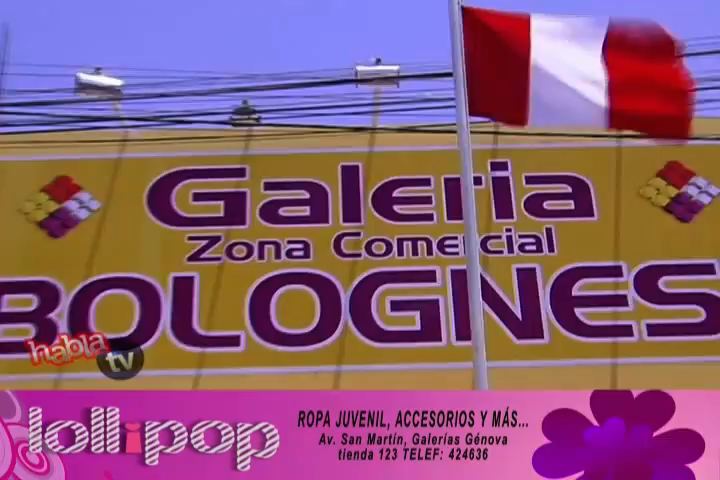 Galeria
Zona Comercial
BOLOGNES
habla
tv
lollipop
ROPA JUVENIL, ACCESORIOS Y MÁS...
Av. San Martín, Galerías Génova
tienda 123 TELEF: 424636